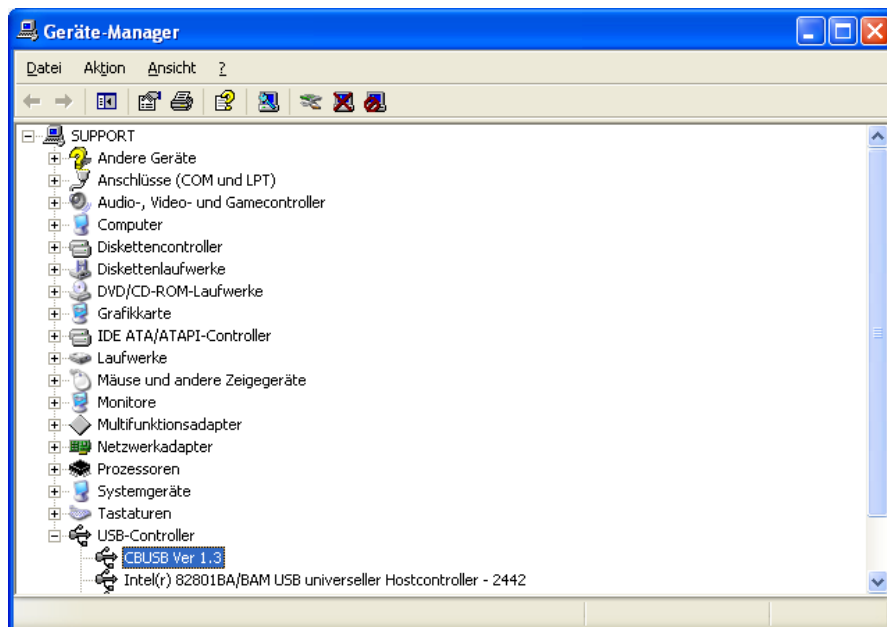 Geräte-Manager
Datei Aktion Ansicht ?
SUPPORT
Andere Geräte
Anschlüsse (COM und LPT)
Audio-, Video- und Gamecontroller
Computer
Diskettencontroller
Diskettenlaufwerke
DVD/CD-ROM-Laufwerke
Grafikkarte
IDE ATA/ATAPI-Controller
Laufwerke
Mäuse und andere Zeigegeräte
Monitore
Multifunktionsadapter
Netzwerkadapter
Prozessoren
Systemgeräte
Tastaturen
USB-Controller
CBUSB Ver 1.3
Intel(r) 82801BA/BAM USB universeller Hostcontroller - 2442